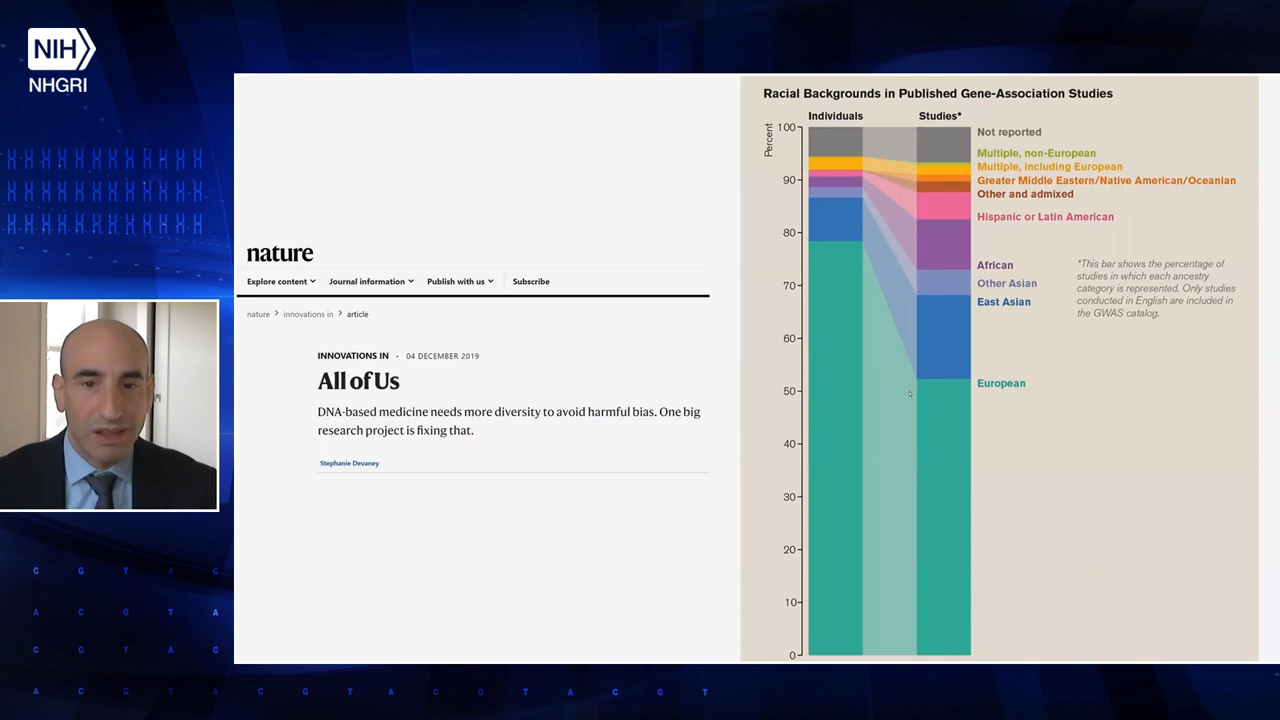 NIH
NHGRI
nature
Explore content
Journal information
Publish with us
Subscribe
nature > innovations in > article
INNOVATIONS IN · 04 DECEMBER 2019
All of Us
DNA-based medicine needs more diversity to avoid harmful bias. One big
research project is fixing that.
Stephanie Devaney
Racial Backgrounds in Published Gene-Association Studies
Individuals
Studies*
Percent
100
90
80
70
60
50
40
30
20
10
0
Not reported
Multiple, non-European
Multiple, including European
Greater Middle Eastern/Native American/Oceanian
Other and admixed
Hispanic or Latin American
African
Other Asian
East Asian
European
*This bar shows the percentage of
studies in which each ancestry
category is represented. Only studies
conducted in English are included in
the GWAS catalog.
C G T A C
A C G T A
C G T A C
A C G T A C G T A C G T A C G T